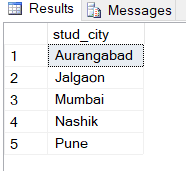 Results Messages
stud_city
1 Aurangabad
2 Jalgaon
3 Mumbai
4 Nashik
5 Pune